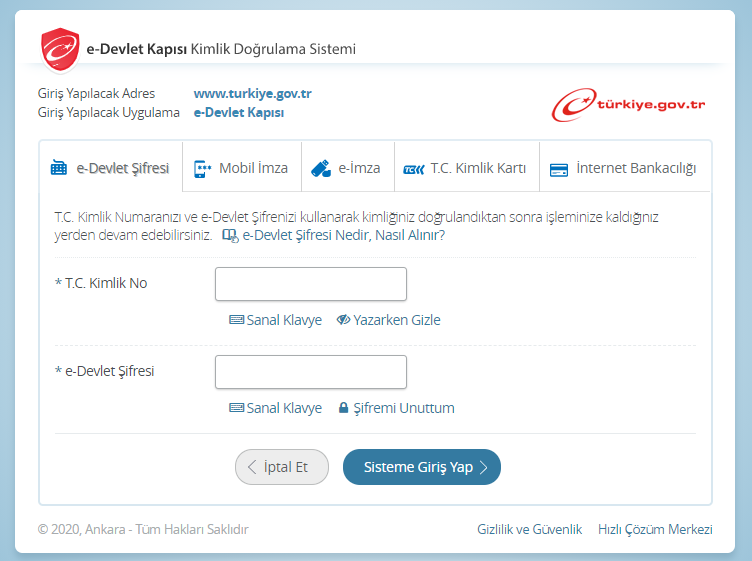 e-Devlet Kapısı Kimlik Doğrulama Sistemi
Giriş Yapılacak Adres www.turkiye.gov.tr
Giriş Yapılacak Uygulama e-Devlet Kapısı
türkiye.gov.tr
e-Devlet Şifresi Mobil İmza e-İmza T.C. Kimlik Kartı İnternet Bankacılığı
T.C. Kimlik Numaranızı ve e-Devlet Şifrenizi kullanarak kimliğiniz doğrulandıktan sonra işleminize kaldığınız
yerden devam edebilirsiniz. e-Devlet Şifresi Nedir, Nasıl Alınır?
* T.C. Kimlik No
Sanal Klavye Yazarken Gizle
* e-Devlet Şifresi
Sanal Klavye Şifremi Unuttum
İptal Et Sisteme Giriş Yap
© 2020, Ankara - Tüm Hakları Saklıdır Gizlilik ve Güvenlik Hızlı Çözüm Merkezi